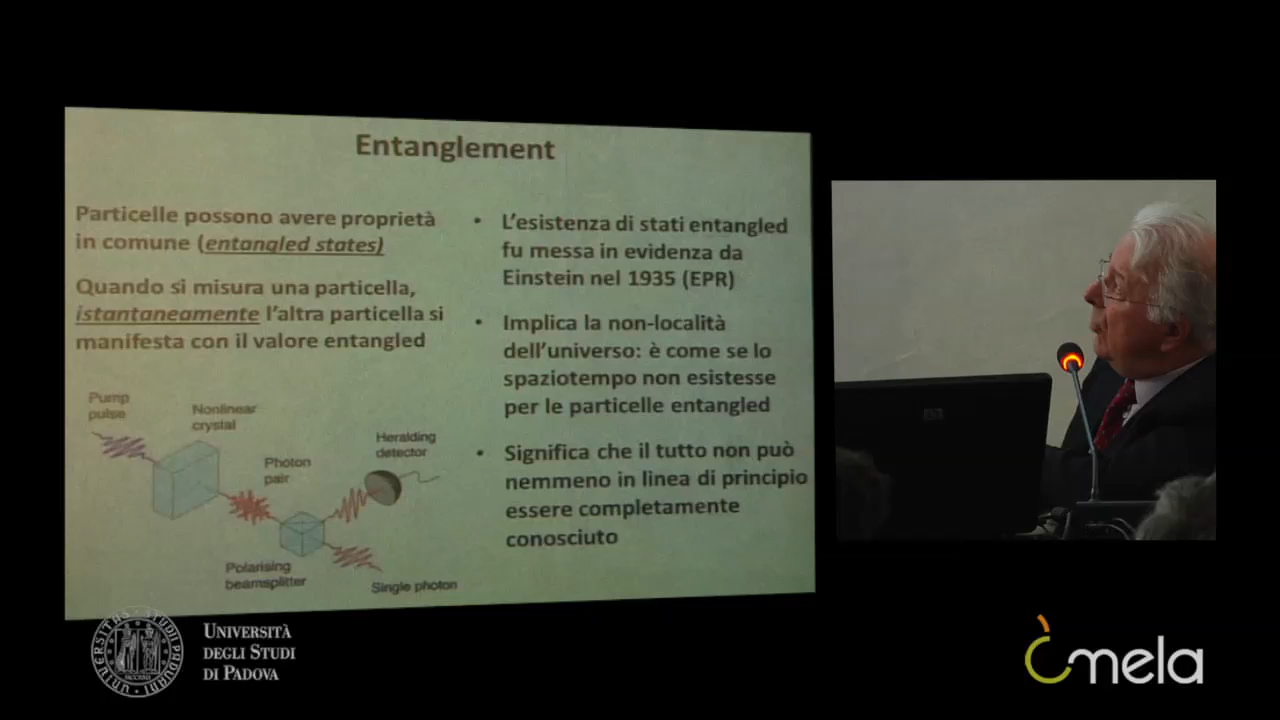 Entanglement
Particelle possono avere proprietà
in comune (entangled states)
Quando si misura una particella,
istantaneamente l'altra particella si
manifesta con il valore entangled
Pump
pulse
Nonlinear
crystal
Photon
pair
Heralding
detector
Polarising
beamsplitter
Single photon
• L'esistenza di stati entangled
fu messa in evidenza da
Einstein nel 1935 (EPR)
• Implica la non-località
dell'universo: è come se lo
spaziotempo non esistesse
per le particelle entangled
• Significa che il tutto non può
nemmeno in linea di principio
essere completamente
conosciuto
UNIVERSITÀ
DEGLI STUDI
DI PADOVA
mela